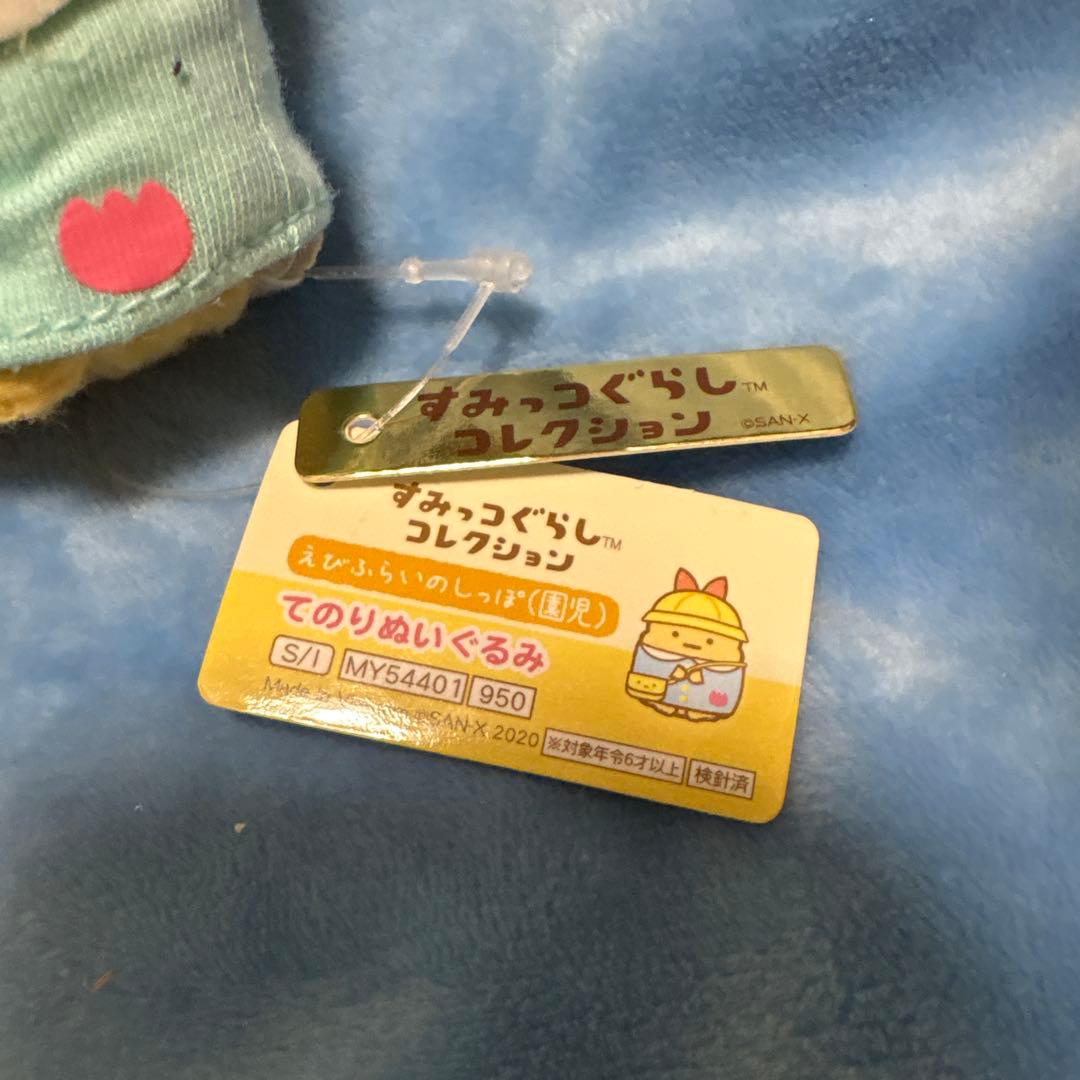 すみっコぐらし™
コレクション ©SAN-X
すみっコぐらし™
コレクション
えびふらいのしっぽ(園児)
てのりぬいぐるみ
S/I MY54401 950
Made ©SAN-X 2020 ※対象年令6才以上 検針済